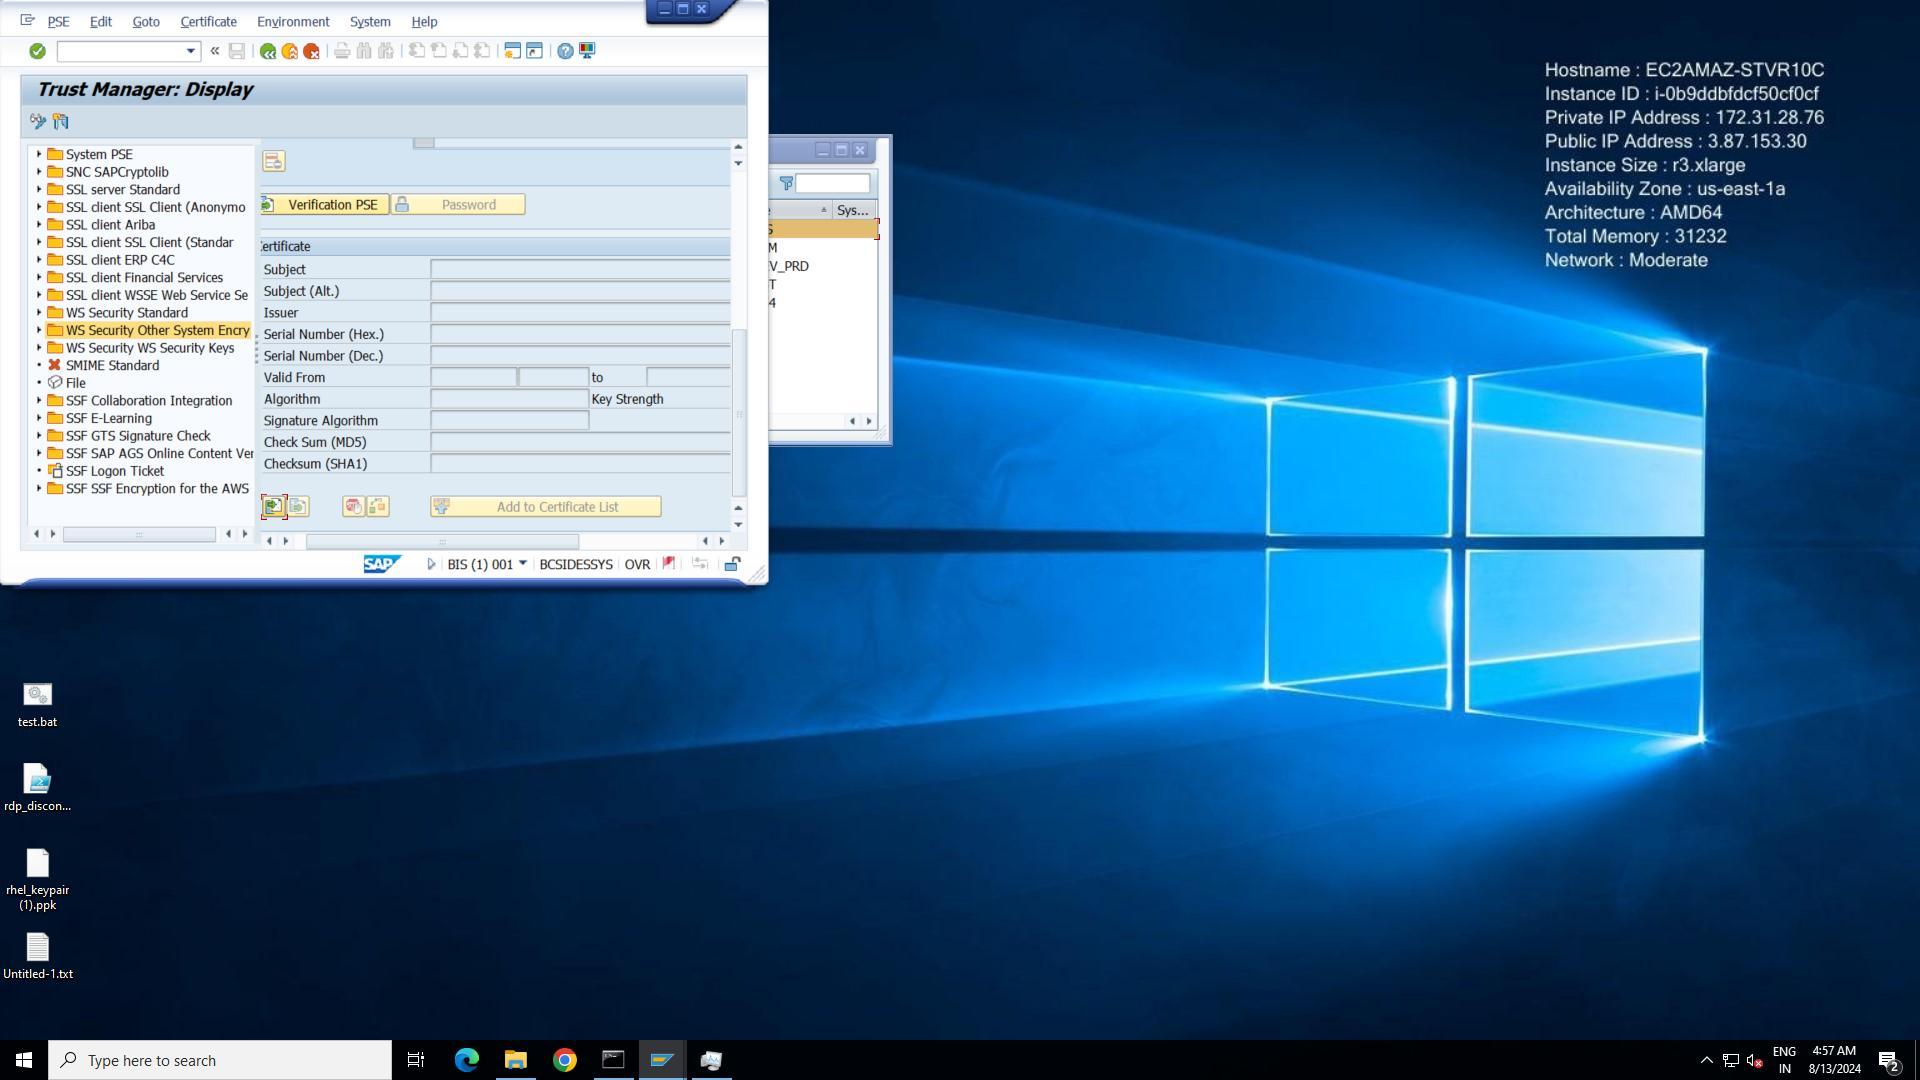 PSE Edit Goto Certificate Environment System Help
Trust Manager: Display
System PSE
SNC SAPCryptolib
SSL server Standard
SSL client SSL Client (Anonymo
SSL client Ariba
SSL client SSL Client (Standar
SSL client ERP C4C
SSL client Financial Services
SSL client WSSE Web Service Se
WS Security Standard
WS Security Other System Encry
WS Security WS Security Keys
SMIME Standard
File
SSF Collaboration Integration
SSF E-Learning
SSF GTS Signature Check
SSF SAP AGS Online Content Ver
SSF Logon Ticket
SSF SSF Encryption for the AWS
Verification PSE Password
Certificate
Subject
Subject (Alt.)
Issuer
Serial Number (Hex.)
Serial Number (Dec.)
Valid From to
Algorithm Key Strength
Signature Algorithm
Check Sum (MD5)
Checksum (SHA1)
Add to Certificate List
SAP BIS (1) 001 BCSIDESSYS OVR
Sys...
S
M
V_PRD
T
4
Hostname : EC2AMAZ-STVR10C
Instance ID : i-0b9ddbfdcf50cf0cf
Private IP Address : 172.31.28.76
Public IP Address : 3.87.153.30
Instance Size : r3.xlarge
Availability Zone : us-east-1a
Architecture : AMD64
Total Memory : 31232
Network : Moderate
test.bat
rdp_discon...
rhel_keypair
(1).ppk
Untitled-1.txt
Type here to search
ENG
IN
4:57 AM
8/13/2024
2